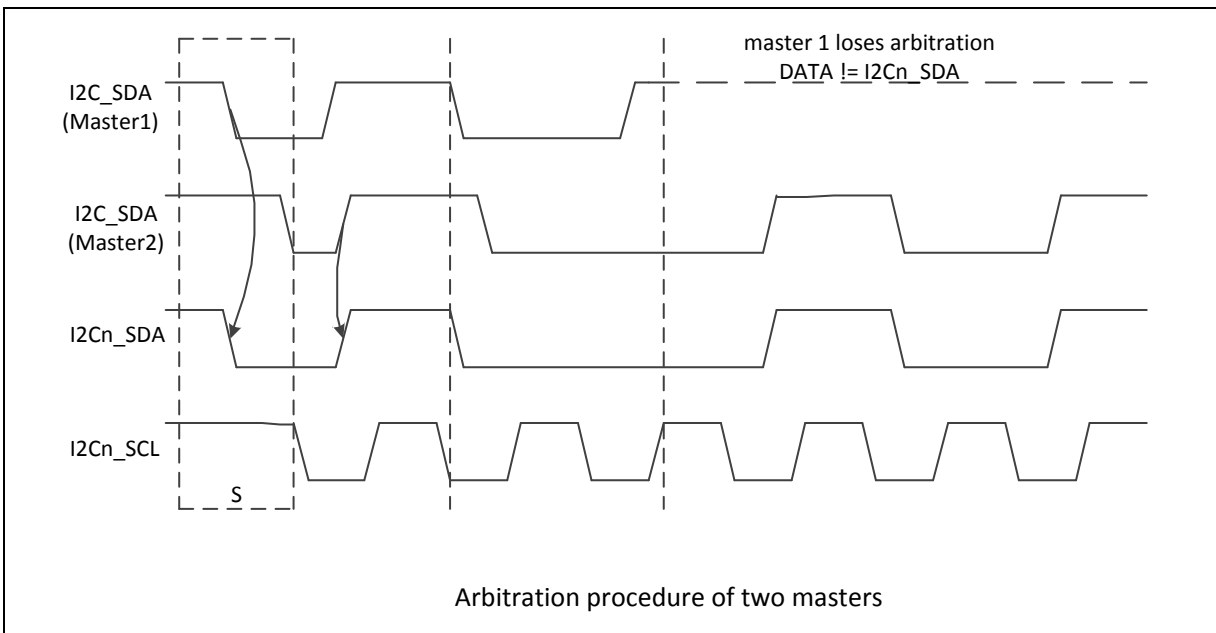 master 1 loses arbitration
DATA != I2Cn_SDA
I2C_SDA
(Master1)
I2C_SDA
(Master2)
I2Cn_SDA
I2Cn_SCL
S
Arbitration procedure of two masters